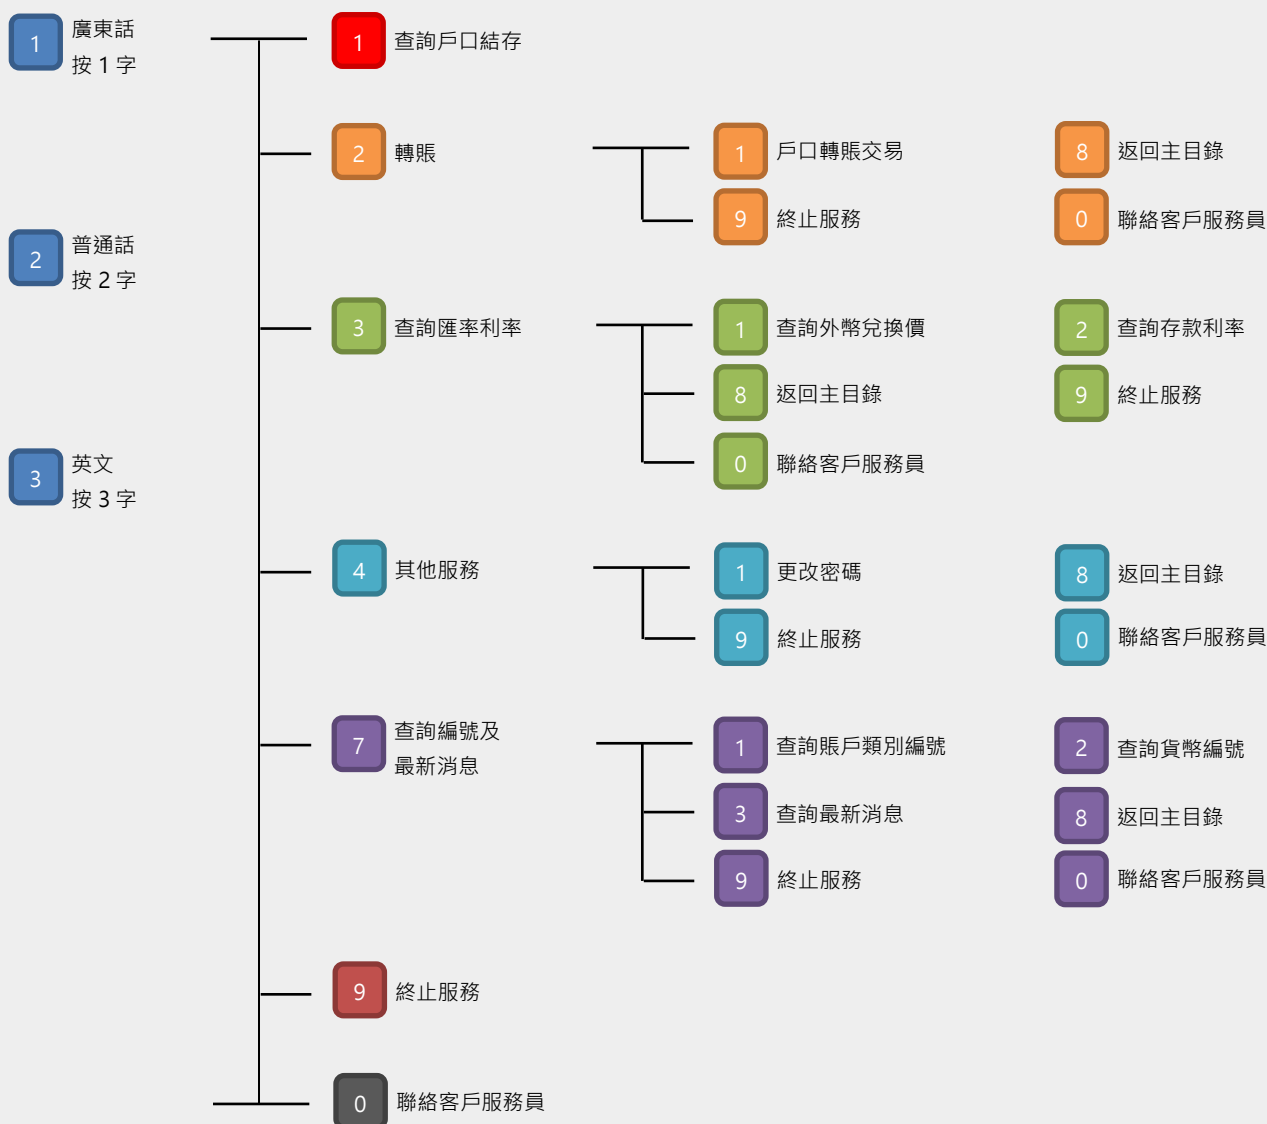 1 廣東話
按 1 字
1 查詢戶口結存
2 轉賬
1 戶口轉賬交易
8 返回主目錄
9 終止服務
0 聯絡客戶服務員
2 普通話
按 2 字
3 查詢匯率利率
1 查詢外幣兌換價
2 查詢存款利率
8 返回主目錄
9 終止服務
0 聯絡客戶服務員
3 英文
按 3 字
4 其他服務
1 更改密碼
8 返回主目錄
9 終止服務
0 聯絡客戶服務員
7 查詢編號及
最新消息
1 查詢賬戶類別編號
2 查詢貨幣編號
3 查詢最新消息
8 返回主目錄
9 終止服務
0 聯絡客戶服務員
9 終止服務
0 聯絡客戶服務員